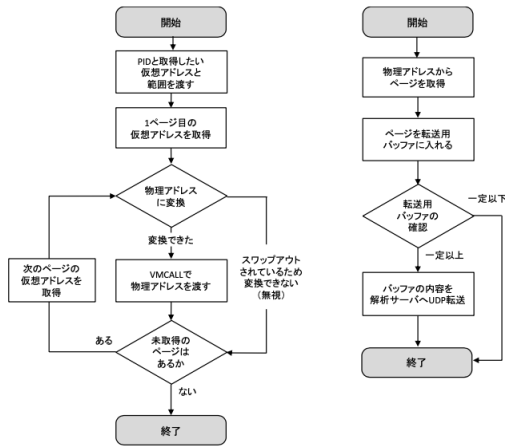 開始
PIDと取得したい
仮想アドレスと
範囲を渡す
1ページ目の
仮想アドレスを取得
物理アドレス
に変換
変換できた
スワップアウト
されているため
変換できない
(無視)
次のページの
仮想アドレスを
取得
VMCALLで
物理アドレスを渡す
ある
未取得の
ページは
あるか
ない
終了
開始
物理アドレスから
ページを取得
ページを転送用
バッファに入れる
転送用
バッファの
確認
一定以下
一定以上
バッファの内容を
解析サーバへUDP転送
終了